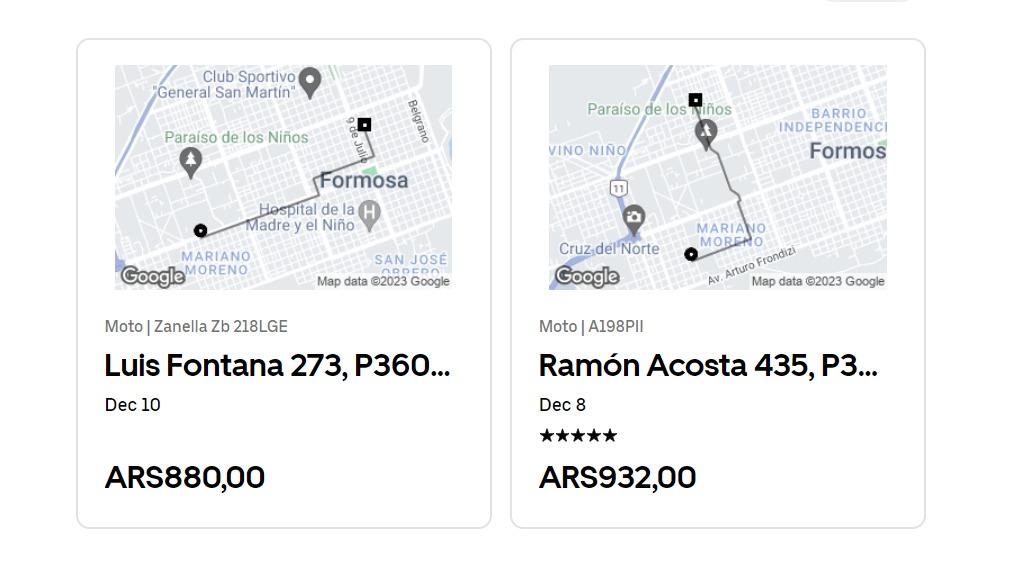 Club Sportivo
"General San Martín"
Belgrano
9 de Julio
Paraíso de los Niños
Formosa
Hospital de la
Madre y el Niño
H
MARIANO
MORENO
SAN JOSÉ
OBRERO
Google
Map data ©2023 Google
Moto | Zanella Zb 218LGE
Luis Fontana 273, P360...
Dec 10
ARS880,00
Paraíso de los Niños
BARRIO
INDEPENDENCI
VINO NIÑO
Formos
11
MARIANO
MORENO
Cruz del Norte
Av. Arturo Frondizi
Google
Map data ©2023 Google
Moto | A198PII
Ramón Acosta 435, P3...
Dec 8
★★★★★
ARS932,00